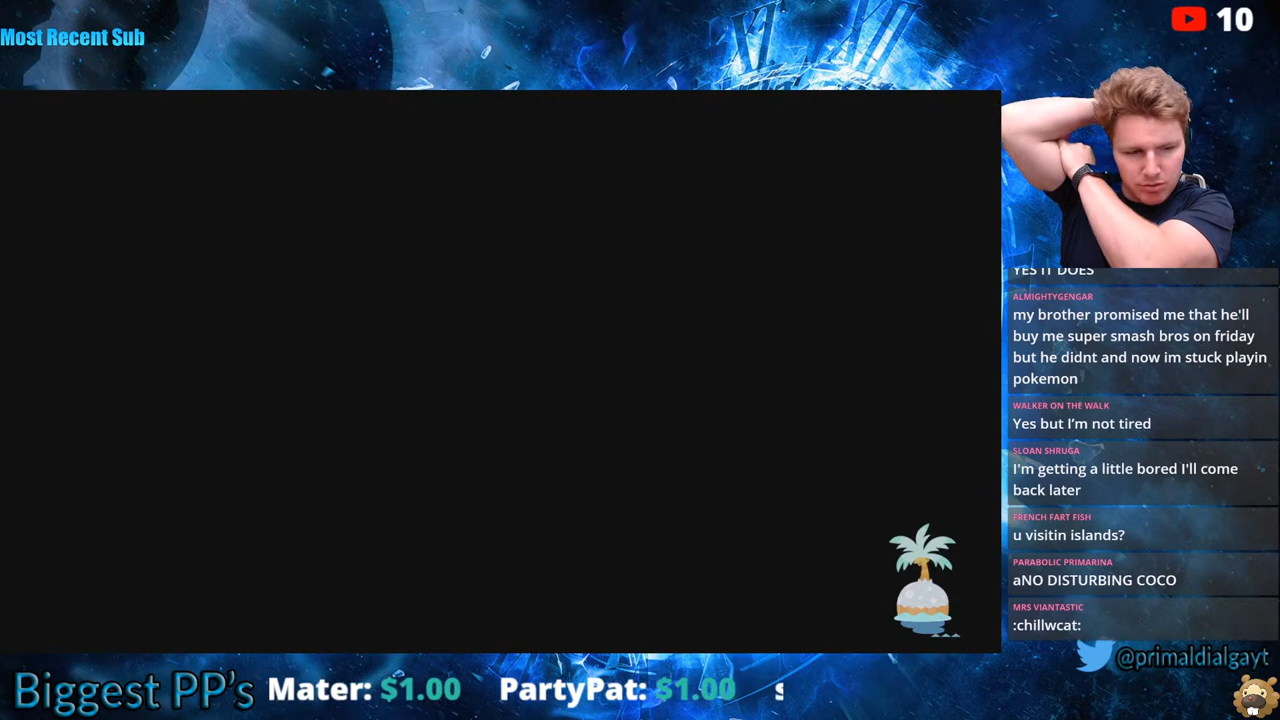 Most Recent Sub
10
YES IT DOES
ALMIGHTYGENGAR
my brother promised me that he'll
buy me super smash bros on friday
but he didnt and now im stuck playin
pokemon
WALKER ON THE WALK
Yes but I’m not tired
SLOAN SHRUGA
I'm getting a little bored I'll come
back later
FRENCH FART FISH
u visitin islands?
PARABOLIC PRIMARINA
aNO DISTURBING COCO
MRS VIANTASTIC
:chillwcat:
@primaldialgayt
Biggest PP's Mater: $1.00 PartyPat: $1.00